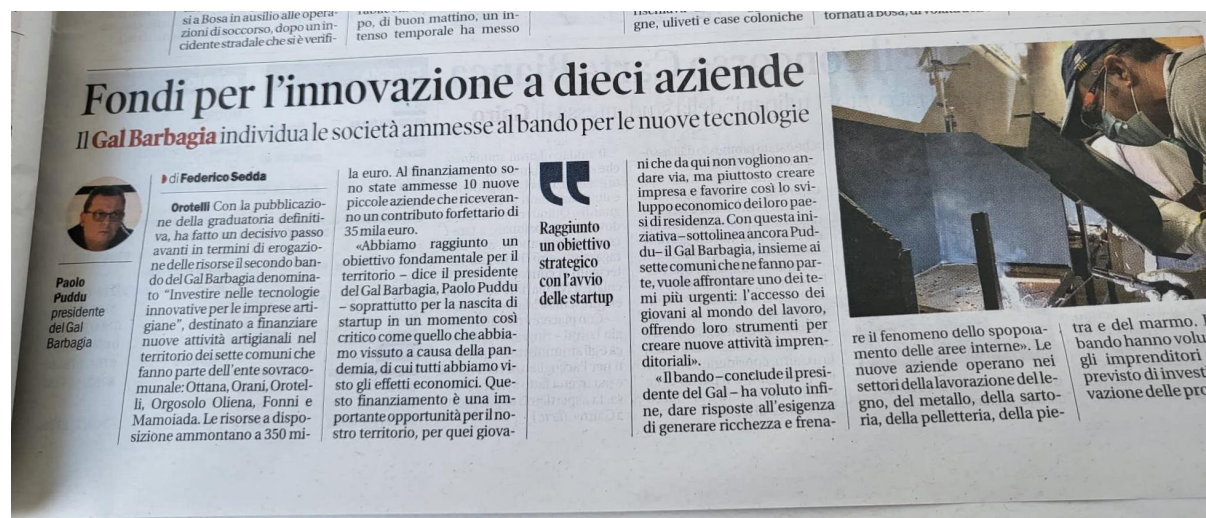 si a Bosa in ausilio alle opera-
zioni di soccorso, dopo un in-
cidente stradale che si è verifi-
po, di buon mattino, un in-
tenso temporale ha messo
gne, uliveti e case coloniche
tornati a Bosa, di
Fondi per l'innovazione a dieci aziende
Il Gal Barbagia individua le società ammesse al bando per le nuove tecnologie
Paolo
Puddu
presidente
del Gal
Barbagia
di Federico Sedda
Orotelli Con la pubblicazio-
ne della graduatoria definiti-
va, ha fatto un decisivo passo
avanti in termini di erogazio-
ne delle risorse il secondo ban-
do del Gal Barbagia denomina-
to “Investire nelle tecnologie
innovative per le imprese arti-
giane”, destinato a finanziare
nuove attività artigianali nel
territorio dei sette comuni che
fanno parte dell'ente sovraco-
munale: Ottana, Orani, Orotel-
li, Orgosolo Oliena, Fonni e
Mamoiada. Le risorse a dispo-
sizione ammontano a 350 mi-
la euro. Al finanziamento so-
no state ammesse 10 nuove
piccole aziende che riceveran-
no un contributo forfettario di
35 mila euro.
«Abbiamo raggiunto un
obiettivo fondamentale per il
territorio – dice il presidente
del Gal Barbagia, Paolo Puddu
– soprattutto per la nascita di
startup in un momento così
critico come quello che abbia-
mo vissuto a causa della pan-
demia, di cui tutti abbiamo vi-
sto gli effetti economici. Que-
sto finanziamento è una im-
portante opportunità per il no-
stro territorio, per quei giova-
Raggiunto
un obiettivo
strategico
con l'avvio
delle startup
ni che da qui non vogliono an-
dare via, ma piuttosto creare
impresa e favorire così lo svi-
luppo economico dei loro pae-
si di residenza. Con questa ini-
ziativa – sottolinea ancora Pud-
du – il Gal Barbagia, insieme ai
sette comuni che ne fanno par-
te, vuole affrontare uno dei te-
mi più urgenti: l'accesso dei
giovani al mondo del lavoro,
offrendo loro strumenti per
creare nuove attività impren-
ditoriali».
«Il bando – conclude il presi-
dente del Gal – ha voluto infi-
ne, dare risposte all'esigenza
di generare ricchezza e frena-
re il fenomeno dello spopola-
mento delle aree interne». Le
nuove aziende operano nei
settori della lavorazione del le-
gno, del metallo, della sarto-
ria, della pelletteria, della pie-
tra e del marmo.
bando hanno volu
gli imprenditori
previsto di invest
vazione delle pro